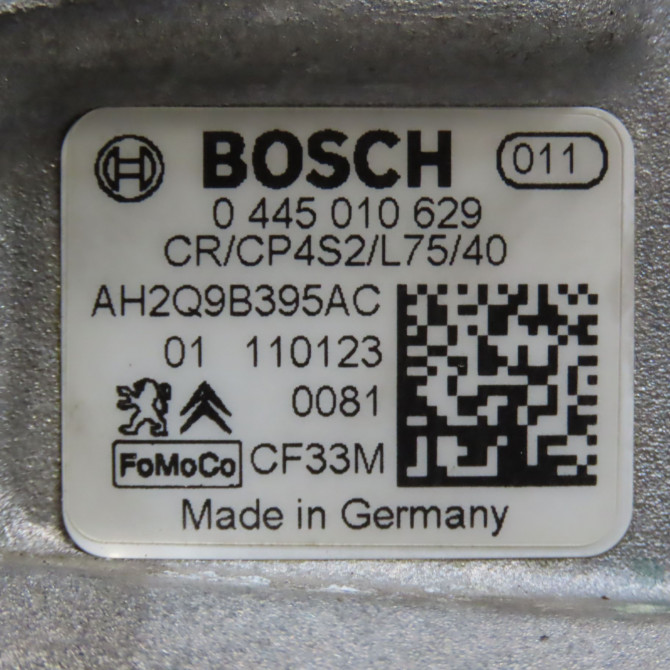 BOSCH 011
0 445 010 629
CR/CP4S2/L75/40
AH2Q9B395AC
01 110123
0081
FoMoCo CF33M
Made in Germany